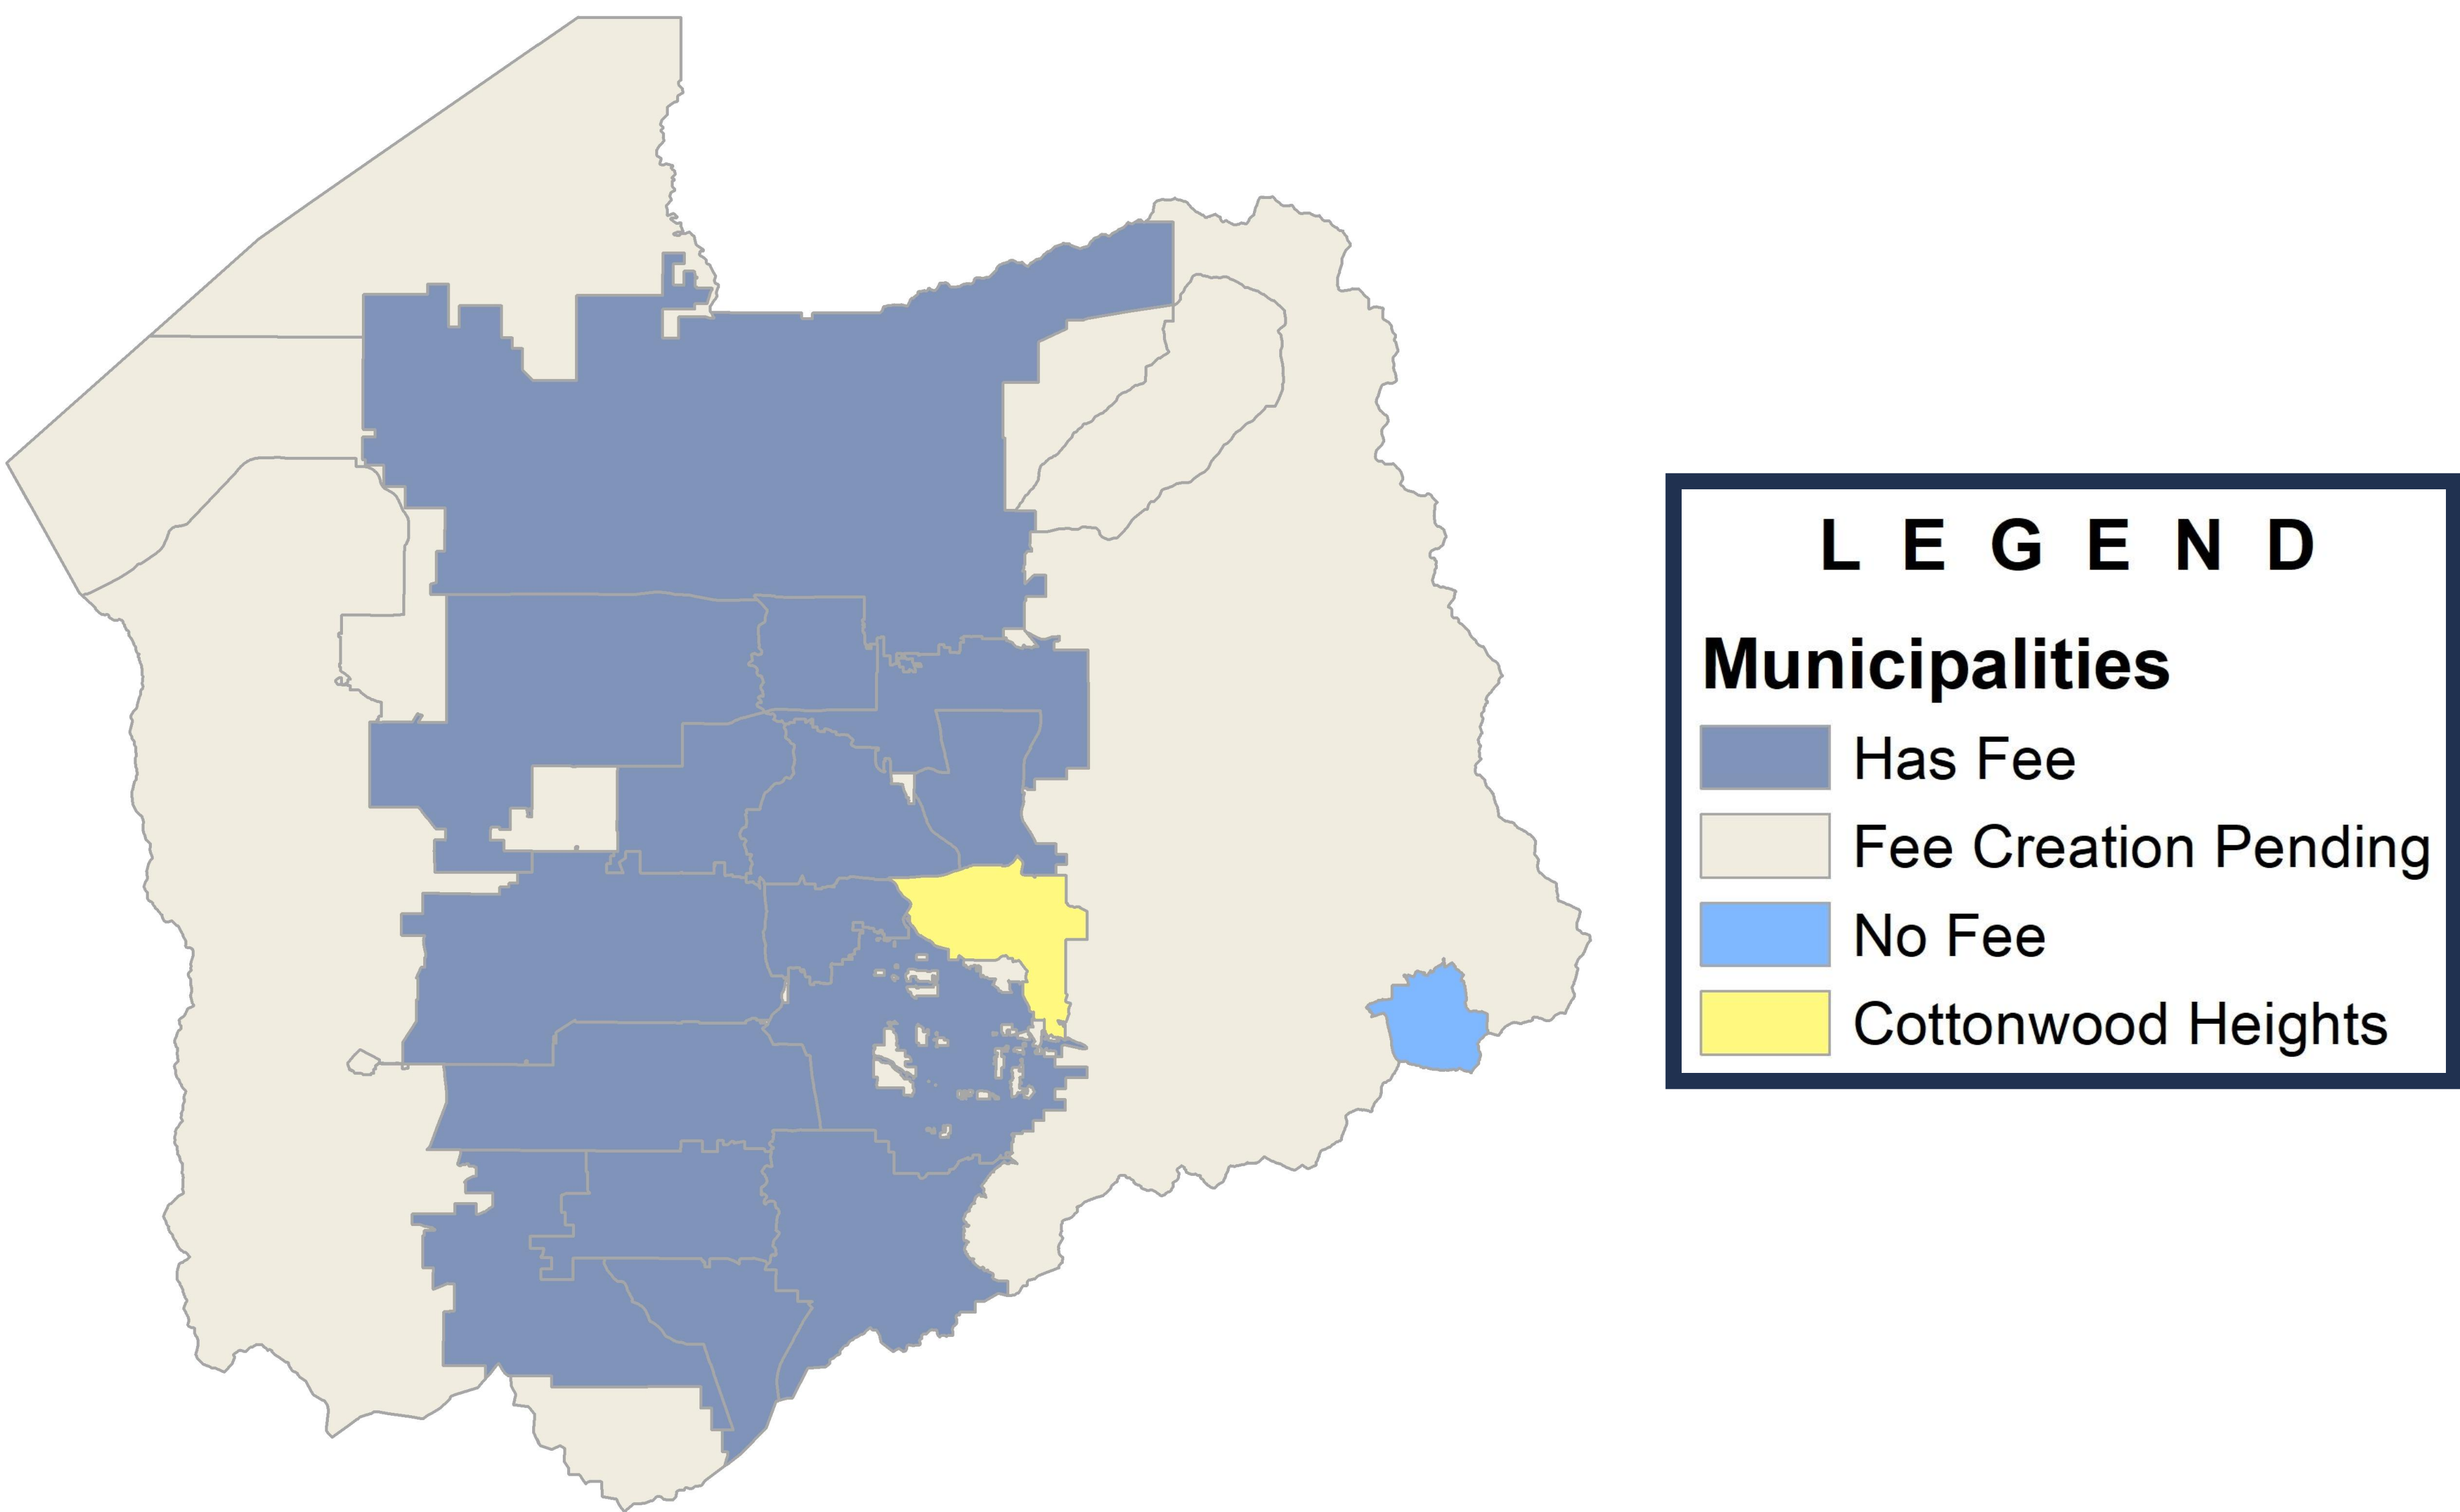 L E G E N D
Municipalities
Has Fee
Fee Creation Pending
No Fee
Cottonwood Heights